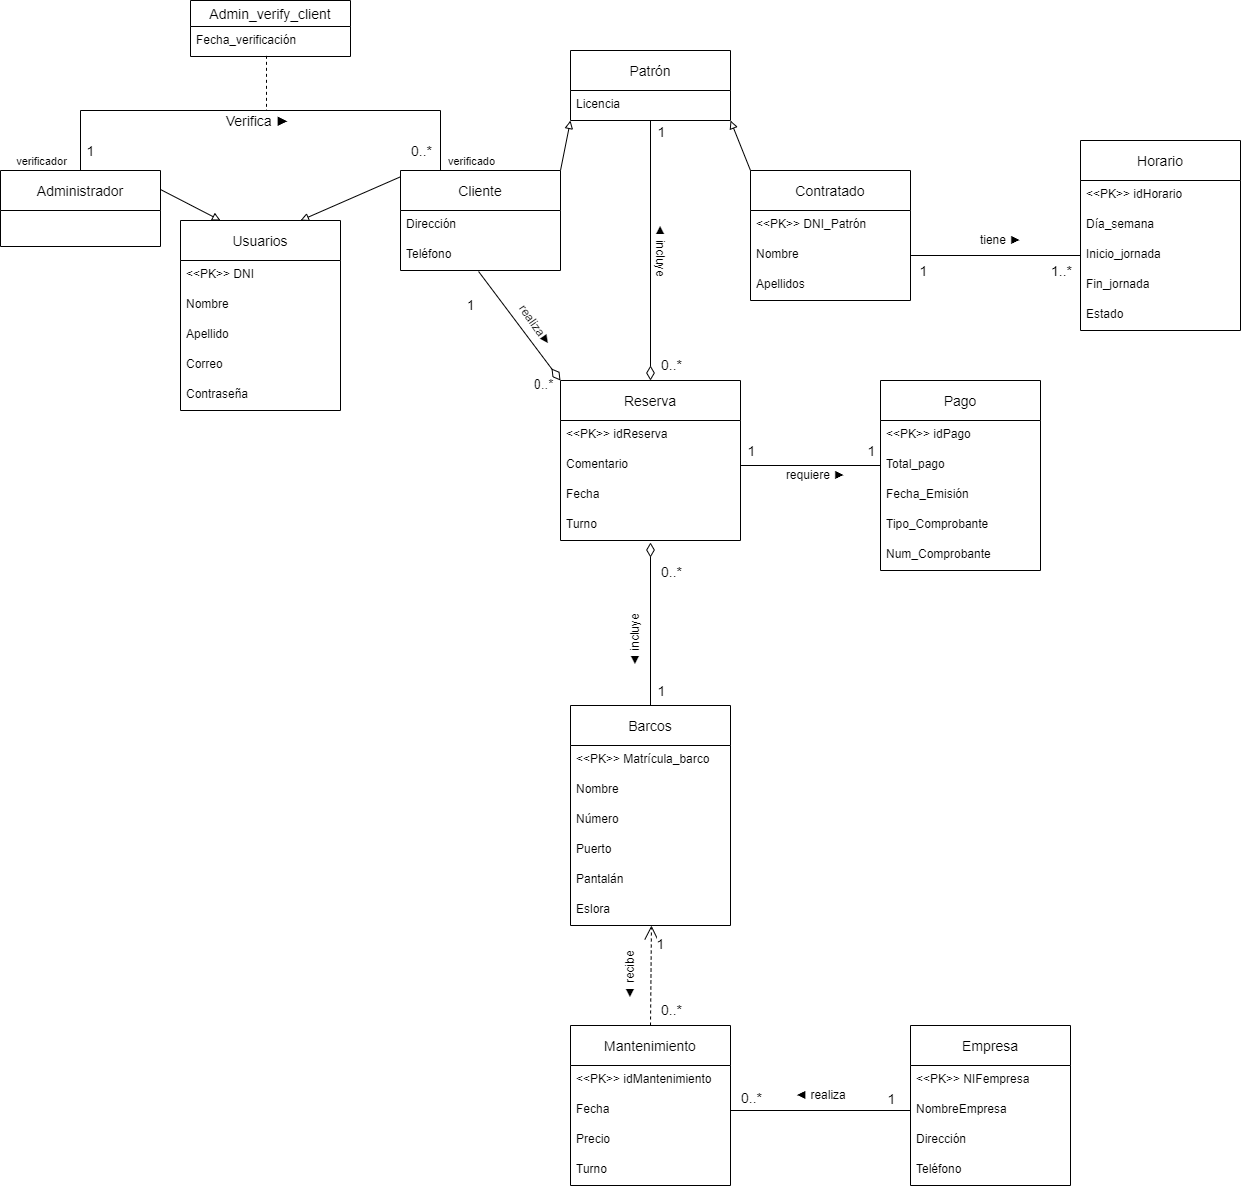 Admin_verify_client
Fecha_verificación
Verifica ►
verificador
1
0..*
verificado
Administrador
Usuarios
<<PK>> DNI
Nombre
Apellido
Correo
Contraseña
Cliente
Dirección
Teléfono
Patrón
Licencia
1
▲ incluye
0..*
Contratado
<<PK>> DNI_Patrón
Nombre
Apellidos
tiene ►
1
1..*
Horario
<<PK>> idHorario
Día_semana
Inicio_jornada
Fin_jornada
Estado
1
realiza►
0..*
Reserva
<<PK>> idReserva
Comentario
Fecha
Turno
1
1
requiere ►
Pago
<<PK>> idPago
Total_pago
Fecha_Emisión
Tipo_Comprobante
Num_Comprobante
0..*
◄ incluye
1
Barcos
<<PK>> Matrícula_barco
Nombre
Número
Puerto
Pantalán
Eslora
1
◄ recibe
0..*
Mantenimiento
<<PK>> idMantenimiento
Fecha
Precio
Turno
0..*
◄ realiza
1
Empresa
<<PK>> NIFempresa
NombreEmpresa
Dirección
Teléfono